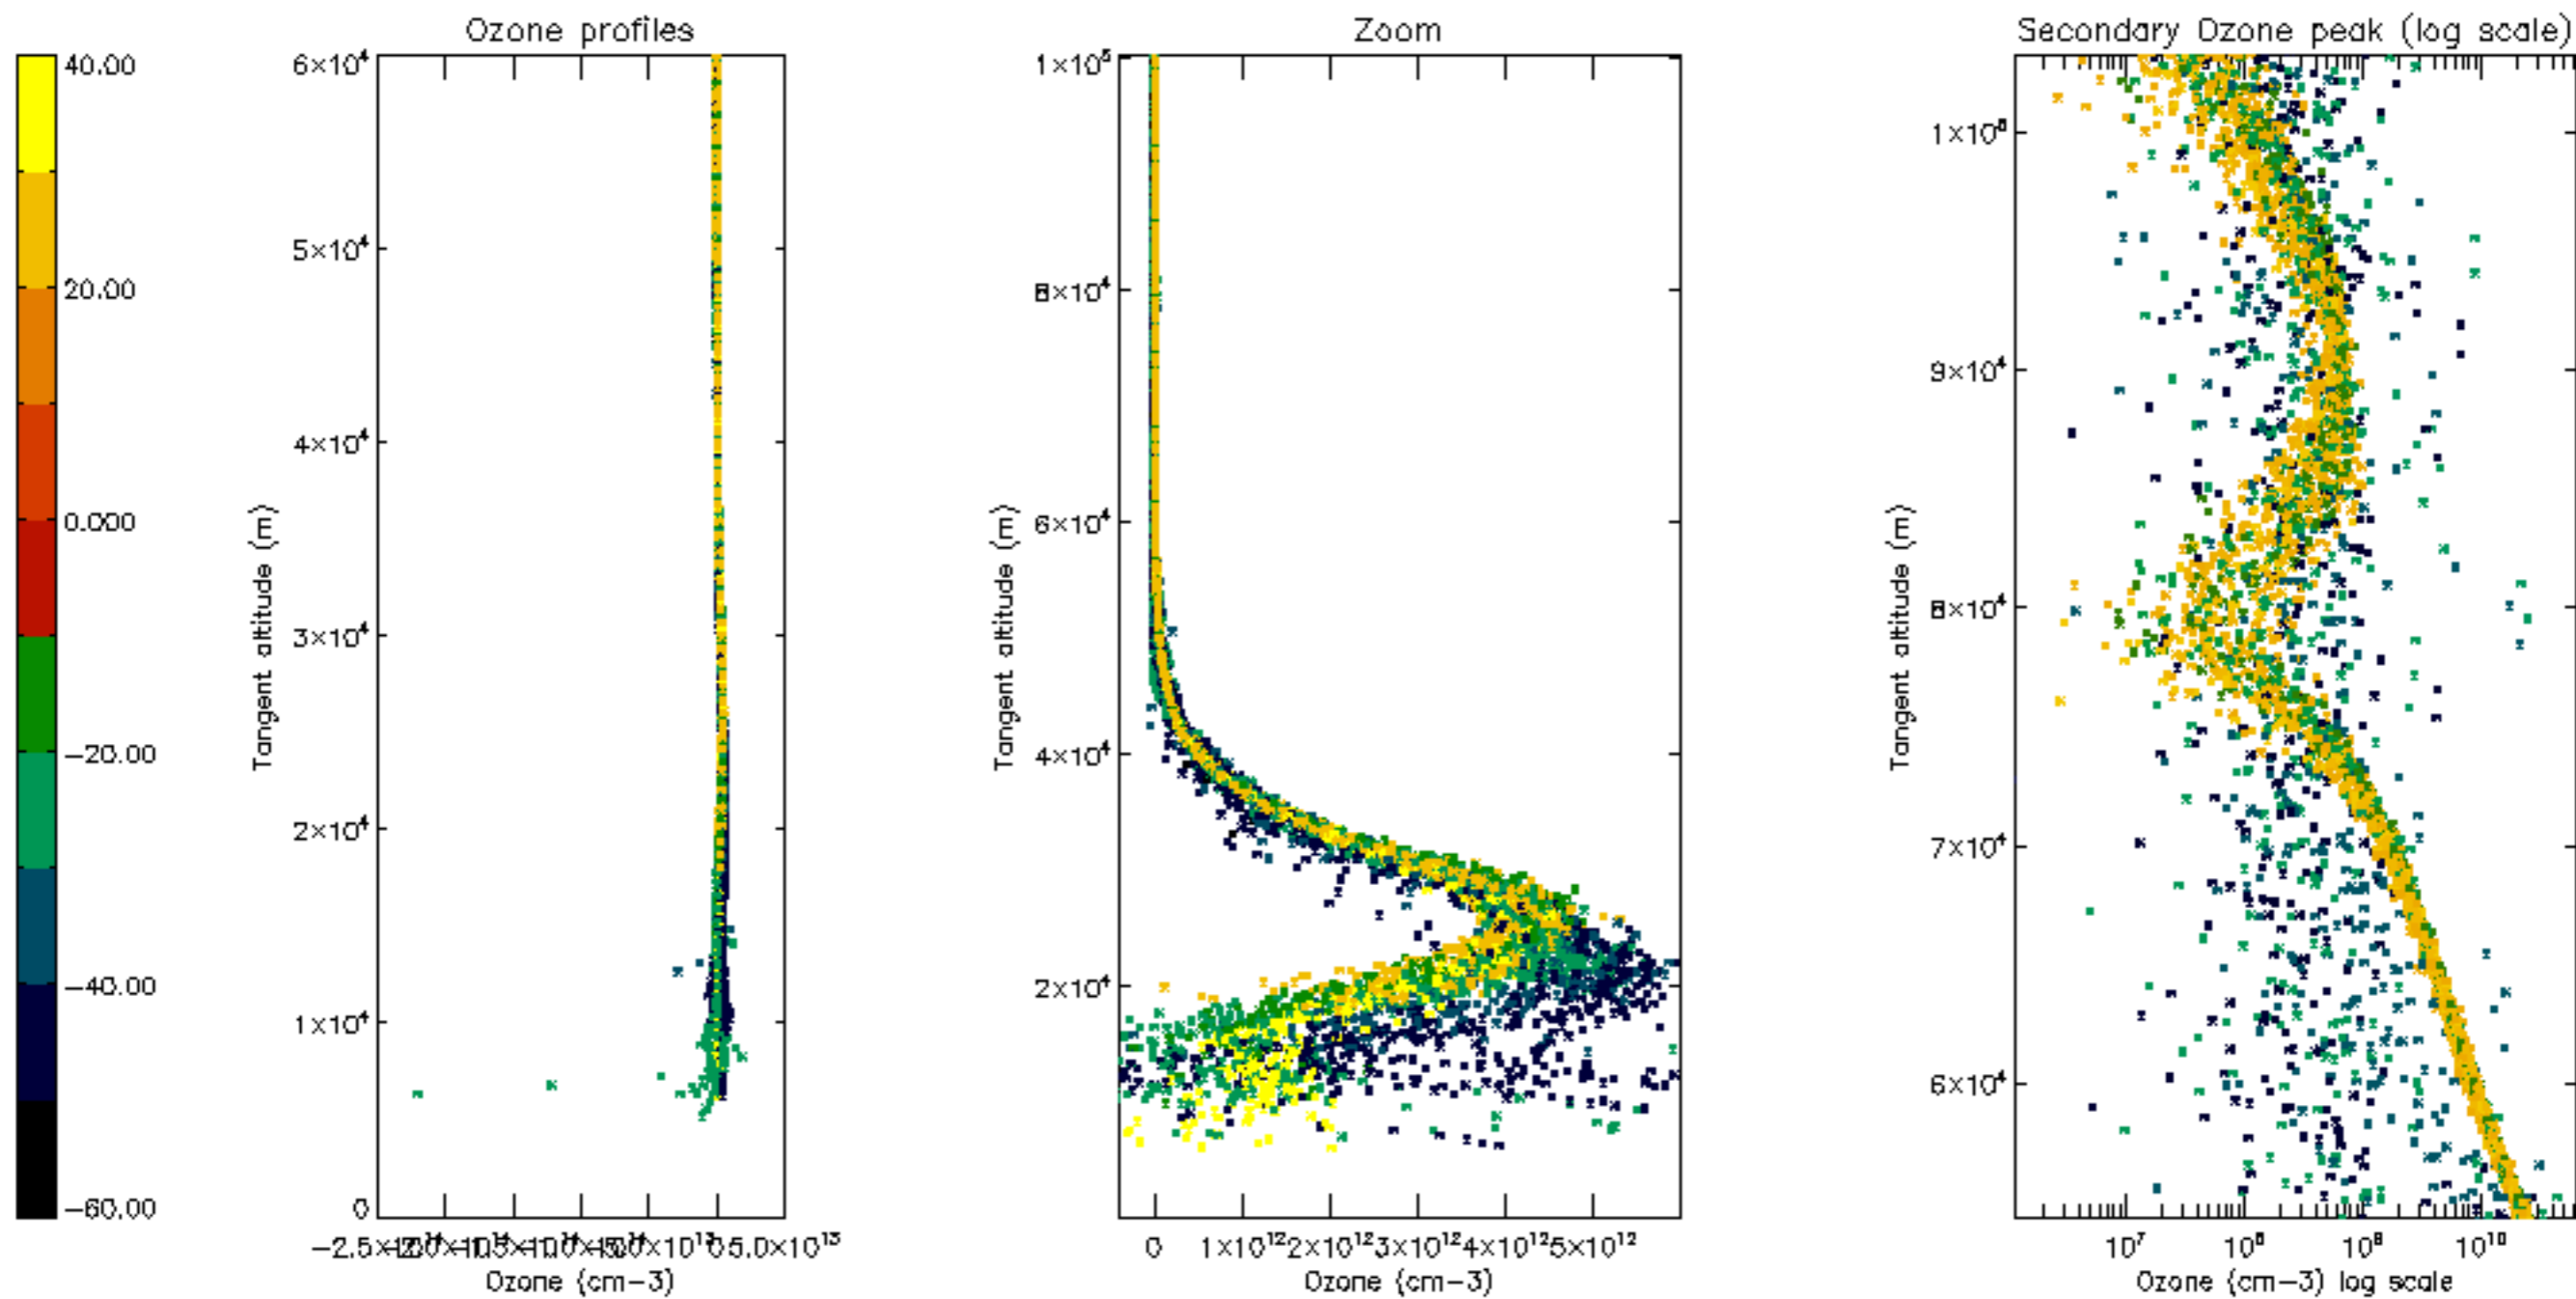 Ozone profiles
Zoom
Secondary Ozone peak (log scale)
40.00
20.00
0.000
−20.00
−40.00
−60.00
6×10⁴
5×10⁴
4×10⁴
3×10⁴
2×10⁴
1×10⁴
0
Tangent altitude (m)
5.0×10¹³
Ozone (cm−3)
1×10⁵
8×10⁴
6×10⁴
4×10⁴
2×10⁴
Tangent altitude (m)
0 1×10¹² 2×10¹² 3×10¹² 4×10¹² 5×10¹²
Ozone (cm−3)
9×10⁴
8×10⁴
7×10⁴
6×10⁴
Tangent altitude (m)
10⁷ 10⁸ 10⁹ 10¹⁰
Ozone (cm−3) log scale